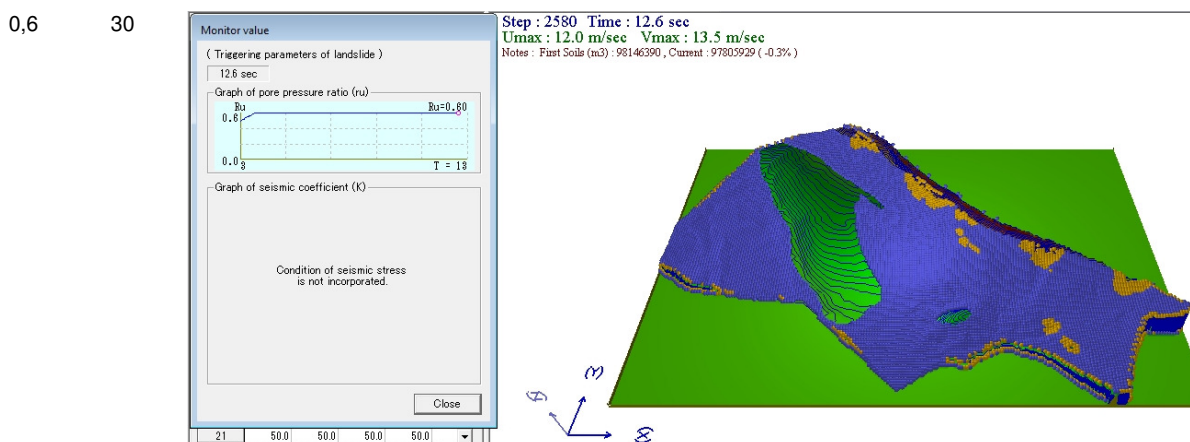 0,6 30
Monitor value
( Triggering parameters of landslide )
12.6 sec
Graph of pore pressure ratio (ru)
Ru Ru=0.60
0.6
0.0
3 T = 13
Graph of seismic coefficient (K)
Condition of seismic stress
is not incorporated.
Close
21 50.0 50.0 50.0 50.0
Step : 2580 Time : 12.6 sec
Umax : 12.0 m/sec Vmax : 13.5 m/sec
Notes : First Soils (m3) : 98146390 , Current : 97805929 ( -0.3% )
(Y)
(X)